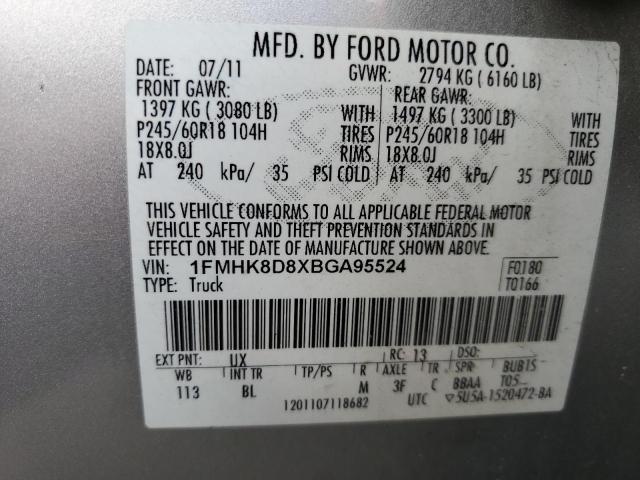 MFD. BY FORD MOTOR CO.
DATE: 07/11 GVWR: 2794 KG ( 6160 LB)
FRONT GAWR: REAR GAWR:
1397 KG ( 3080 LB) WITH 1497 KG ( 3300 LB) WITH
P245/60R18 104H TIRES P245/60R18 104H TIRES
18X8.0J RIMS 18X8.0J RIMS
AT 240 kPa/ 35 PSI COLD AT 240 kPa/ 35 PSI COLD
THIS VEHICLE CONFORMS TO ALL APPLICABLE FEDERAL MOTOR
VEHICLE SAFETY AND THEFT PREVENTION STANDARDS IN
EFFECT ON THE DATE OF MANUFACTURE SHOWN ABOVE.
VIN: 1FMHK8D8XBGA95524 F0180
TYPE: Truck T0166
EXT PNT: UX RC: 13 DSO:
WB INT TR TP/PS R AXLE TR SPR BUB1S
113 BL M 3F C BBAA T05
1201107118682 UTC ▽5U5A-1520472-BA